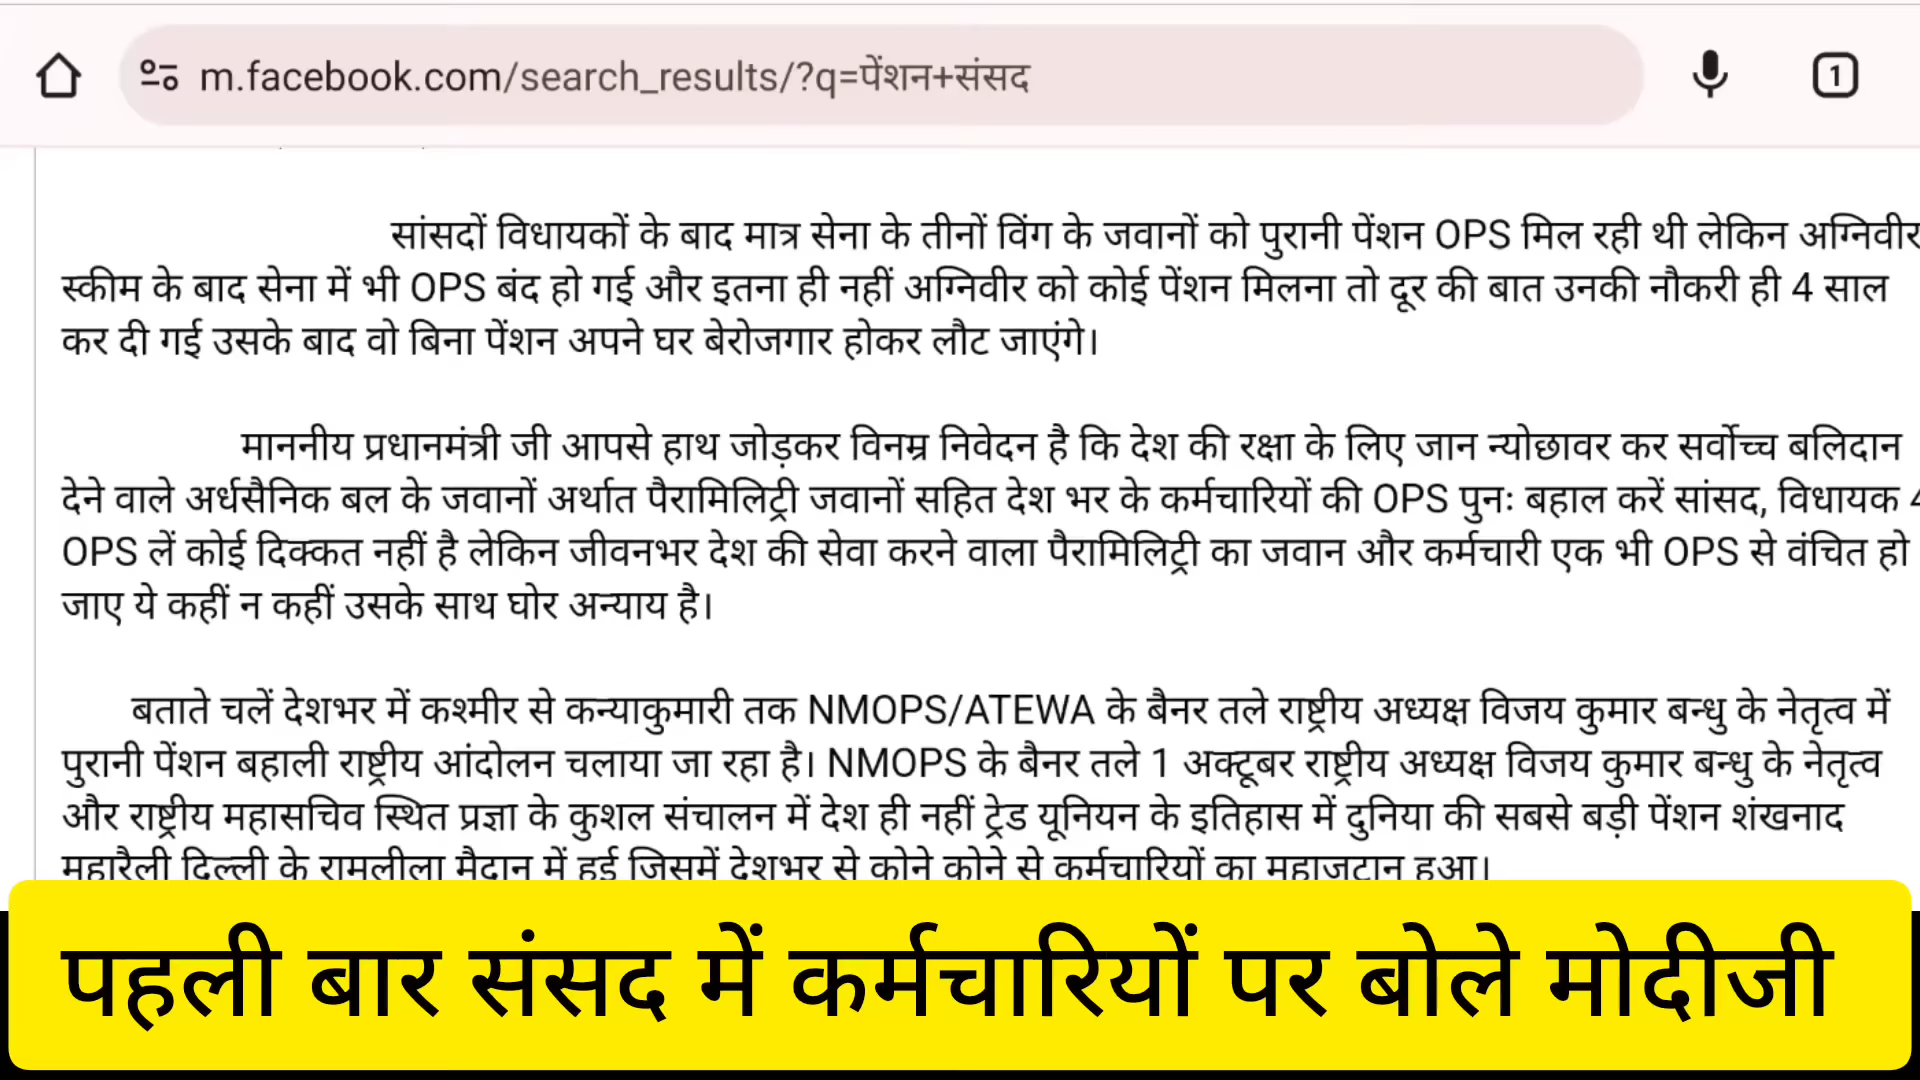 m.facebook.com/search_results/?q=पेंशन+संसद
1
सांसदों विधायकों के बाद मात्र सेना के तीनों विंग के जवानों को पुरानी पेंशन OPS मिल रही थी लेकिन अग्निवीर
स्कीम के बाद सेना में भी OPS बंद हो गई और इतना ही नहीं अग्निवीर को कोई पेंशन मिलना तो दूर की बात उनकी नौकरी ही 4 साल
कर दी गई उसके बाद वो बिना पेंशन अपने घर बेरोजगार होकर लौट जाएंगे।
माननीय प्रधानमंत्री जी आपसे हाथ जोड़कर विनम्र निवेदन है कि देश की रक्षा के लिए जान न्योछावर कर सर्वोच्च बलिदान
देने वाले अर्धसैनिक बल के जवानों अर्थात पैरामिलिट्री जवानों सहित देश भर के कर्मचारियों की OPS पुनः बहाल करें सांसद, विधायक 4
OPS लें कोई दिक्कत नहीं है लेकिन जीवनभर देश की सेवा करने वाला पैरामिलिट्री का जवान और कर्मचारी एक भी OPS से वंचित हो
जाए ये कहीं न कहीं उसके साथ घोर अन्याय है।
बताते चलें देशभर में कश्मीर से कन्याकुमारी तक NMOPS/ATEWA के बैनर तले राष्ट्रीय अध्यक्ष विजय कुमार बन्धु के नेतृत्व में
पुरानी पेंशन बहाली राष्ट्रीय आंदोलन चलाया जा रहा है। NMOPS के बैनर तले 1 अक्टूबर राष्ट्रीय अध्यक्ष विजय कुमार बन्धु के नेतृत्व
और राष्ट्रीय महासचिव स्थित प्रज्ञा के कुशल संचालन में देश ही नहीं ट्रेड यूनियन के इतिहास में दुनिया की सबसे बड़ी पेंशन शंखनाद
महारैली दिल्ली के रामलीला मैदान में हुई जिसमें देशभर से कोने कोने से कर्मचारियों का महाजुटान हुआ।
पहली बार संसद में कर्मचारियों पर बोले मोदीजी